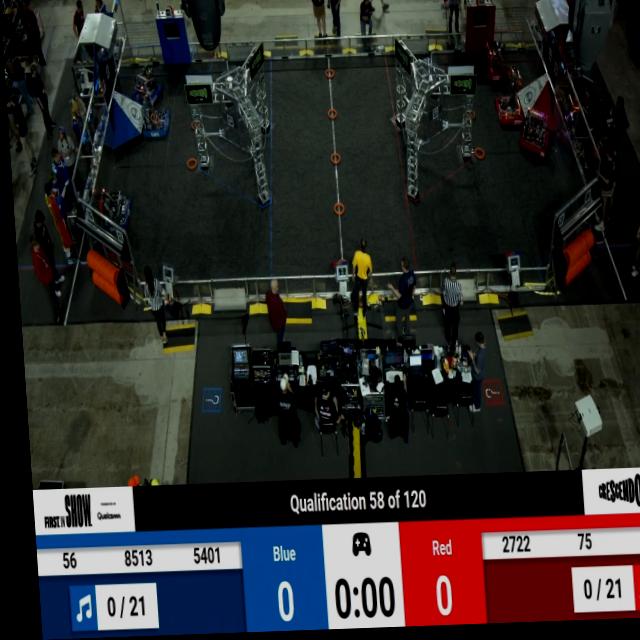 FIRST IN SHOW
Qualcomm
Qualification 58 of 120
CRESCENDO
56 8513 5401
Blue
Red
2722 75
0 / 21
0
0:00
0
0 / 21